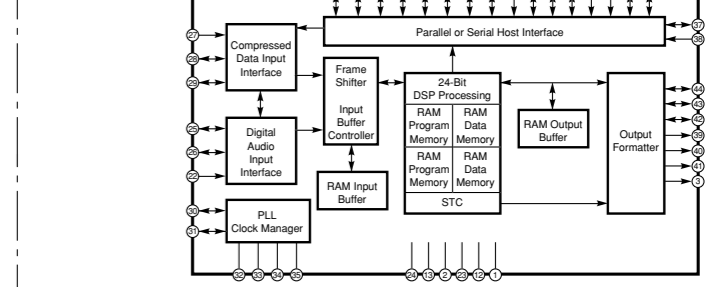 Parallel or Serial Host Interface
37
38
27
28
29
Compressed
Data Input
Interface
Frame
Shifter
Input
Buffer
Controller
24-Bit
DSP Processing
RAM
Program
Memory
RAM
Data
Memory
RAM
Program
Memory
RAM
Data
Memory
STC
RAM Output
Buffer
Output
Formatter
44
43
42
39
40
41
3
25
26
22
Digital
Audio
Input
Interface
RAM Input
Buffer
30
31
PLL
Clock Manager
32
33
34
35
24
13
2
23
12
1